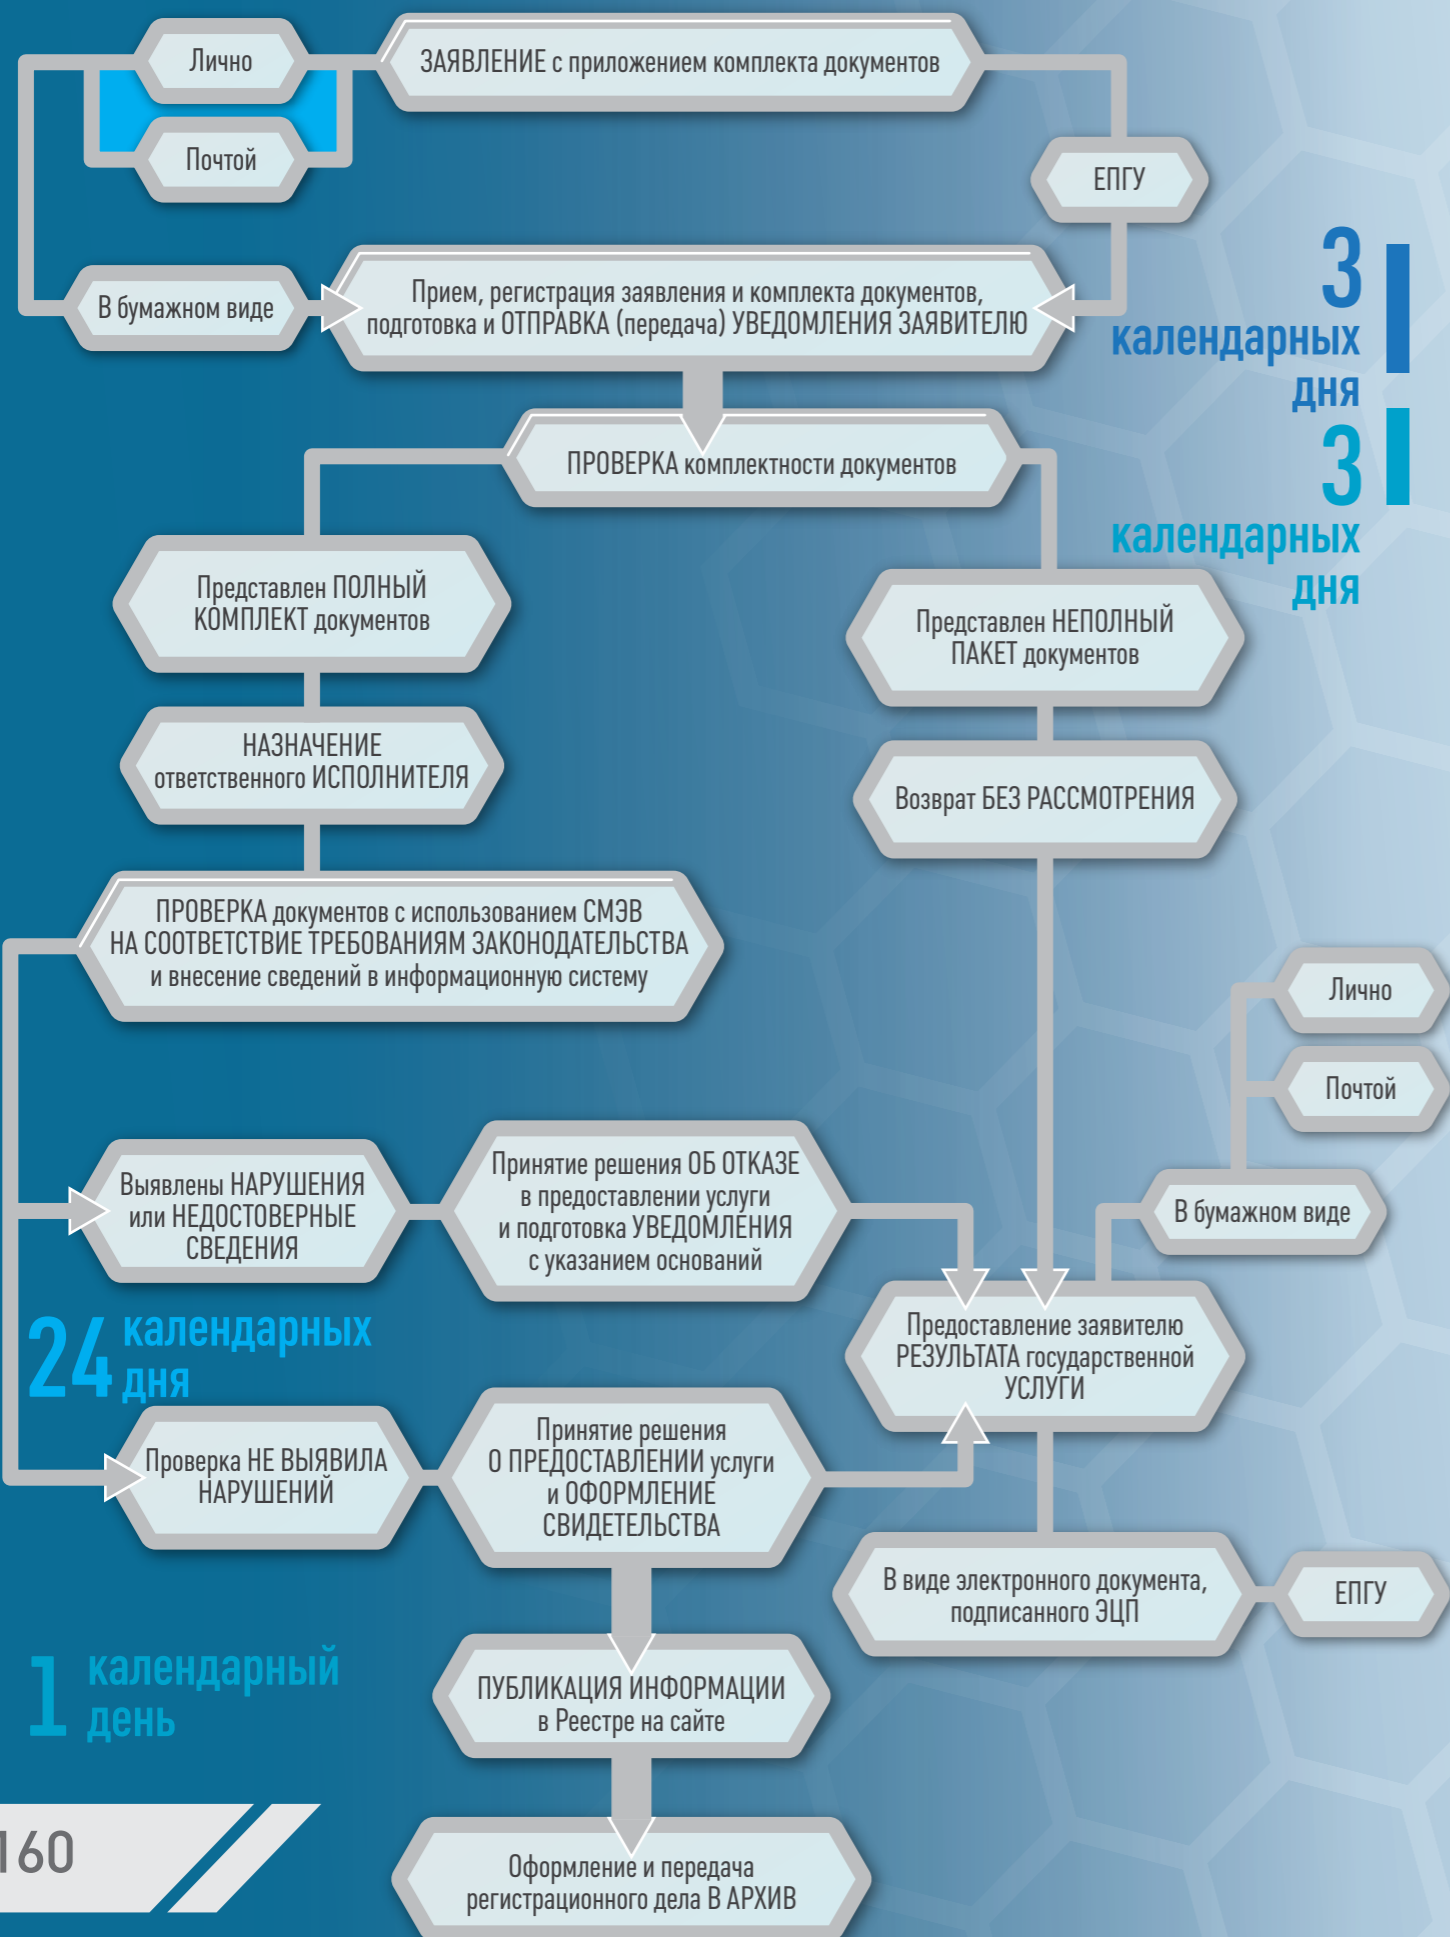 Лично
ЗАЯВЛЕНИЕ с приложением комплекта документов
Почтой
ЕПГУ
В бумажном виде
Прием, регистрация заявления и комплекта документов,
подготовка и ОТПРАВКА (передача) УВЕДОМЛЕНИЯ ЗАЯВИТЕЛЮ
3
календарных
дня
ПРОВЕРКА комплектности документов
3
календарных
дня
Представлен ПОЛНЫЙ
КОМПЛЕКТ документов
Представлен НЕПОЛНЫЙ
ПАКЕТ документов
НАЗНАЧЕНИЕ
ответственного ИСПОЛНИТЕЛЯ
Возврат БЕЗ РАССМОТРЕНИЯ
ПРОВЕРКА документов с использованием СМЭВ
НА СООТВЕТСТВИЕ ТРЕБОВАНИЯМ ЗАКОНОДАТЕЛЬСТВА
и внесение сведений в информационную систему
Лично
Почтой
В бумажном виде
Выявлены НАРУШЕНИЯ
или НЕДОСТОВЕРНЫЕ
СВЕДЕНИЯ
Принятие решения ОБ ОТКАЗЕ
в предоставлении услуги
и подготовка УВЕДОМЛЕНИЯ
с указанием оснований
24 календарных
дня
Предоставление заявителю
РЕЗУЛЬТАТА государственной
УСЛУГИ
Проверка НЕ ВЫЯВИЛА
НАРУШЕНИЙ
Принятие решения
О ПРЕДОСТАВЛЕНИИ услуги
и ОФОРМЛЕНИЕ
СВИДЕТЕЛЬСТВА
В виде электронного документа,
подписанного ЭЦП
ЕПГУ
1 календарный
день
ПУБЛИКАЦИЯ ИНФОРМАЦИИ
в Реестре на сайте
160
Оформление и передача
регистрационного дела В АРХИВ